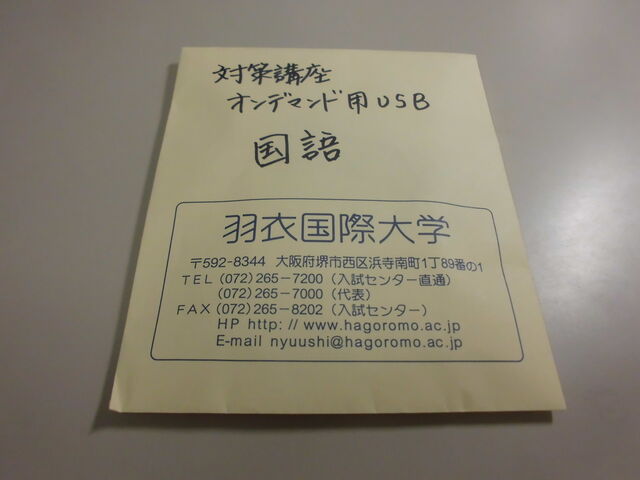 対策講座
オンデマンド用USB
国語
羽衣国際大学
〒592-8344 大阪府堺市西区浜寺南町1丁89番の1
TEL (072)265-7200 (入試センター直通)
(072)265-7000 (代表)
FAX (072)265-8202 (入試センター)
HP http://www.hagoromo.ac.jp
E-mail nyuushi@hagoromo.ac.jp